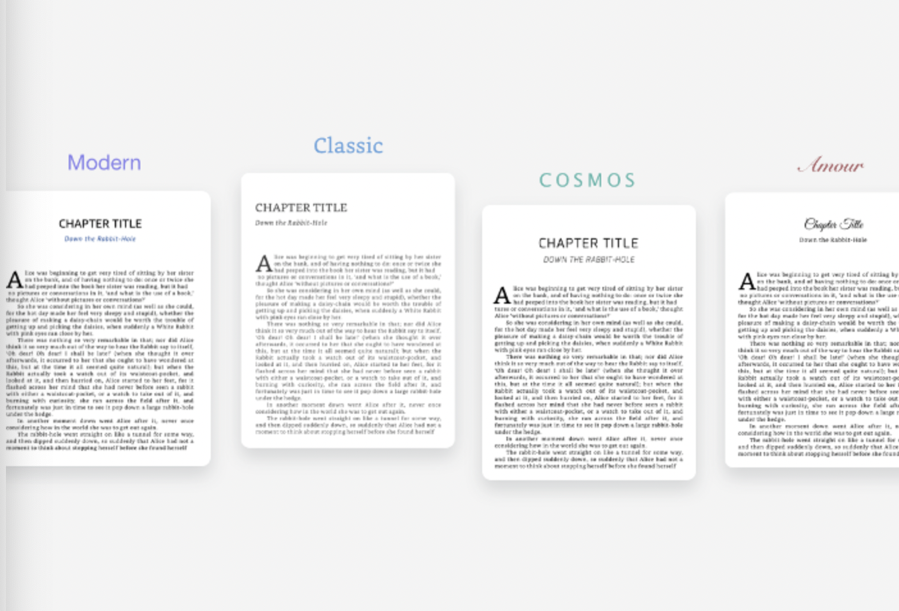 Modern
CHAPTER TITLE
Down the Rabbit-Hole
Alice was beginning to get very tired of sitting by her sister
on the bank, and of having nothing to do: once or twice she
had peeped into the book her sister was reading, but it had
no pictures or conversations in it, 'and what is the use of a book,'
thought Alice 'without pictures or conversations?'
So she was considering in her own mind (as well as she could,
for the hot day made her feel very sleepy and stupid), whether the
pleasure of making a daisy-chain would be worth the trouble of
getting up and picking the daisies, when suddenly a White Rabbit
with pink eyes ran close by her.
There was nothing so very remarkable in that; nor did Alice
think it so very much out of the way to hear the Rabbit say to itself,
'Oh dear! Oh dear! I shall be late!' (when she thought it over
afterwards, it occurred to her that she ought to have wondered at
this, but at the time it all seemed quite natural); but when the
Rabbit actually took a watch out of its waistcoat-pocket, and
looked at it, and then hurried on, Alice started to her feet, for it
flashed across her mind that she had never before seen a rabbit
with either a waistcoat-pocket, or a watch to take out of it, and
burning with curiosity, she ran across the field after it, and
fortunately was just in time to see it pop down a large rabbit-hole
under the hedge.
In another moment down went Alice after it, never once
considering how in the world she was to get out again.
The rabbit-hole went straight on like a tunnel for some way,
and then dipped suddenly down, so suddenly that Alice had not a
moment to think about stopping herself before she found herself
Classic
CHAPTER TITLE
Down the Rabbit-Hole
Alice was beginning to get very tired of sitting by her sister
on the bank, and of having nothing to do: once or twice she
had peeped into the book her sister was reading, but it had
no pictures or conversations in it, 'and what is the use of a book,'
thought Alice 'without pictures or conversations?'
So she was considering in her own mind (as well as she could,
for the hot day made her feel very sleepy and stupid), whether the
pleasure of making a daisy-chain would be worth the trouble of
getting up and picking the daisies, when suddenly a White Rabbit
with pink eyes ran close by her.
There was nothing so very remarkable in that; nor did Alice
think it so very much out of the way to hear the Rabbit say to itself,
'Oh dear! Oh dear! I shall be late!' (when she thought it over
afterwards, it occurred to her that she ought to have wondered at
this, but at the time it all seemed quite natural); but when the
Rabbit actually took a watch out of its waistcoat-pocket, and
looked at it, and then hurried on, Alice started to her feet, for it
flashed across her mind that she had never before seen a rabbit
with either a waistcoat-pocket, or a watch to take out of it, and
burning with curiosity, she ran across the field after it, and
fortunately was just in time to see it pop down a large rabbit-hole
under the hedge.
In another moment down went Alice after it, never once
considering how in the world she was to get out again.
The rabbit-hole went straight on like a tunnel for some way,
and then dipped suddenly down, so suddenly that Alice had not a
moment to think about stopping herself before she found herself
COSMOS
CHAPTER TITLE
DOWN THE RABBIT-HOLE
Alice was beginning to get very tired of sitting by her sister
on the bank, and of having nothing to do: once or twice she
had peeped into the book her sister was reading, but it had no pictures or conversations in it, 'and what is the use of a book,' thought
Alice 'without pictures or conversations?'
So she was considering in her own mind (as well as she could,
for the hot day made her feel very sleepy and stupid), whether the
pleasure of making a daisy-chain would be worth the trouble of
getting up and picking the daisies, when suddenly a White Rabbit
with pink eyes ran close by her.
There was nothing so very remarkable in that; nor did Alice
think it so very much out of the way to hear the Rabbit say to itself,
'Oh dear! Oh dear! I shall be late!' (when she thought it over
afterwards, it occurred to her that she ought to have wondered at
this, but at the time it all seemed quite natural); but when the
Rabbit actually took a watch out of its waistcoat-pocket, and
looked at it, and then hurried on, Alice started to her feet, for it
flashed across her mind that she had never before seen a rabbit
with either a waistcoat-pocket, or a watch to take out of it, and
burning with curiosity, she ran across the field after it, and
fortunately was just in time to see it pop down a large rabbit-hole
under the hedge.
In another moment down went Alice after it, never once
considering how in the world she was to get out again.
The rabbit-hole went straight on like a tunnel for some way,
and then dipped suddenly down, so suddenly that Alice had not a
moment to think about stopping herself before she found herself
Amour
Chapter Title
Down the Rabbit-Hole
Alice was beginning to get very tired of sitting by
on the bank, and of having nothing to do: once or
had peeped into the book her sister was reading,
no pictures or conversations in it, 'and what is the use of
thought Alice 'without pictures or conversations?'
So she was considering in her own mind (as well as
for the hot day made her feel very sleepy and stupid),
pleasure of making a daisy-chain would be worth the
getting up and picking the daisies, when suddenly a
with pink eyes ran close by her.
There was nothing so very remarkable in that;
think it so very much out of the way to hear the Rabbit
'Oh dear! Oh dear! I shall be late!' (when she
afterwards, it occurred to her that she ought to have
this, but at the time it all seemed quite natural);
Rabbit actually took a watch out of its waistcoat
looked at it, and then hurried on, Alice started to her
flashed across her mind that she had never before
with either a waistcoat-pocket, or a watch to take
burning with curiosity, she ran across the field
fortunately was just in time to see it pop down a large
under the hedge.
In another moment down went Alice after it,
considering how in the world she was to get out again.
The rabbit-hole went straight on like a tunnel for
and then dipped suddenly down, so suddenly that Alice
moment to think about stopping herself before she